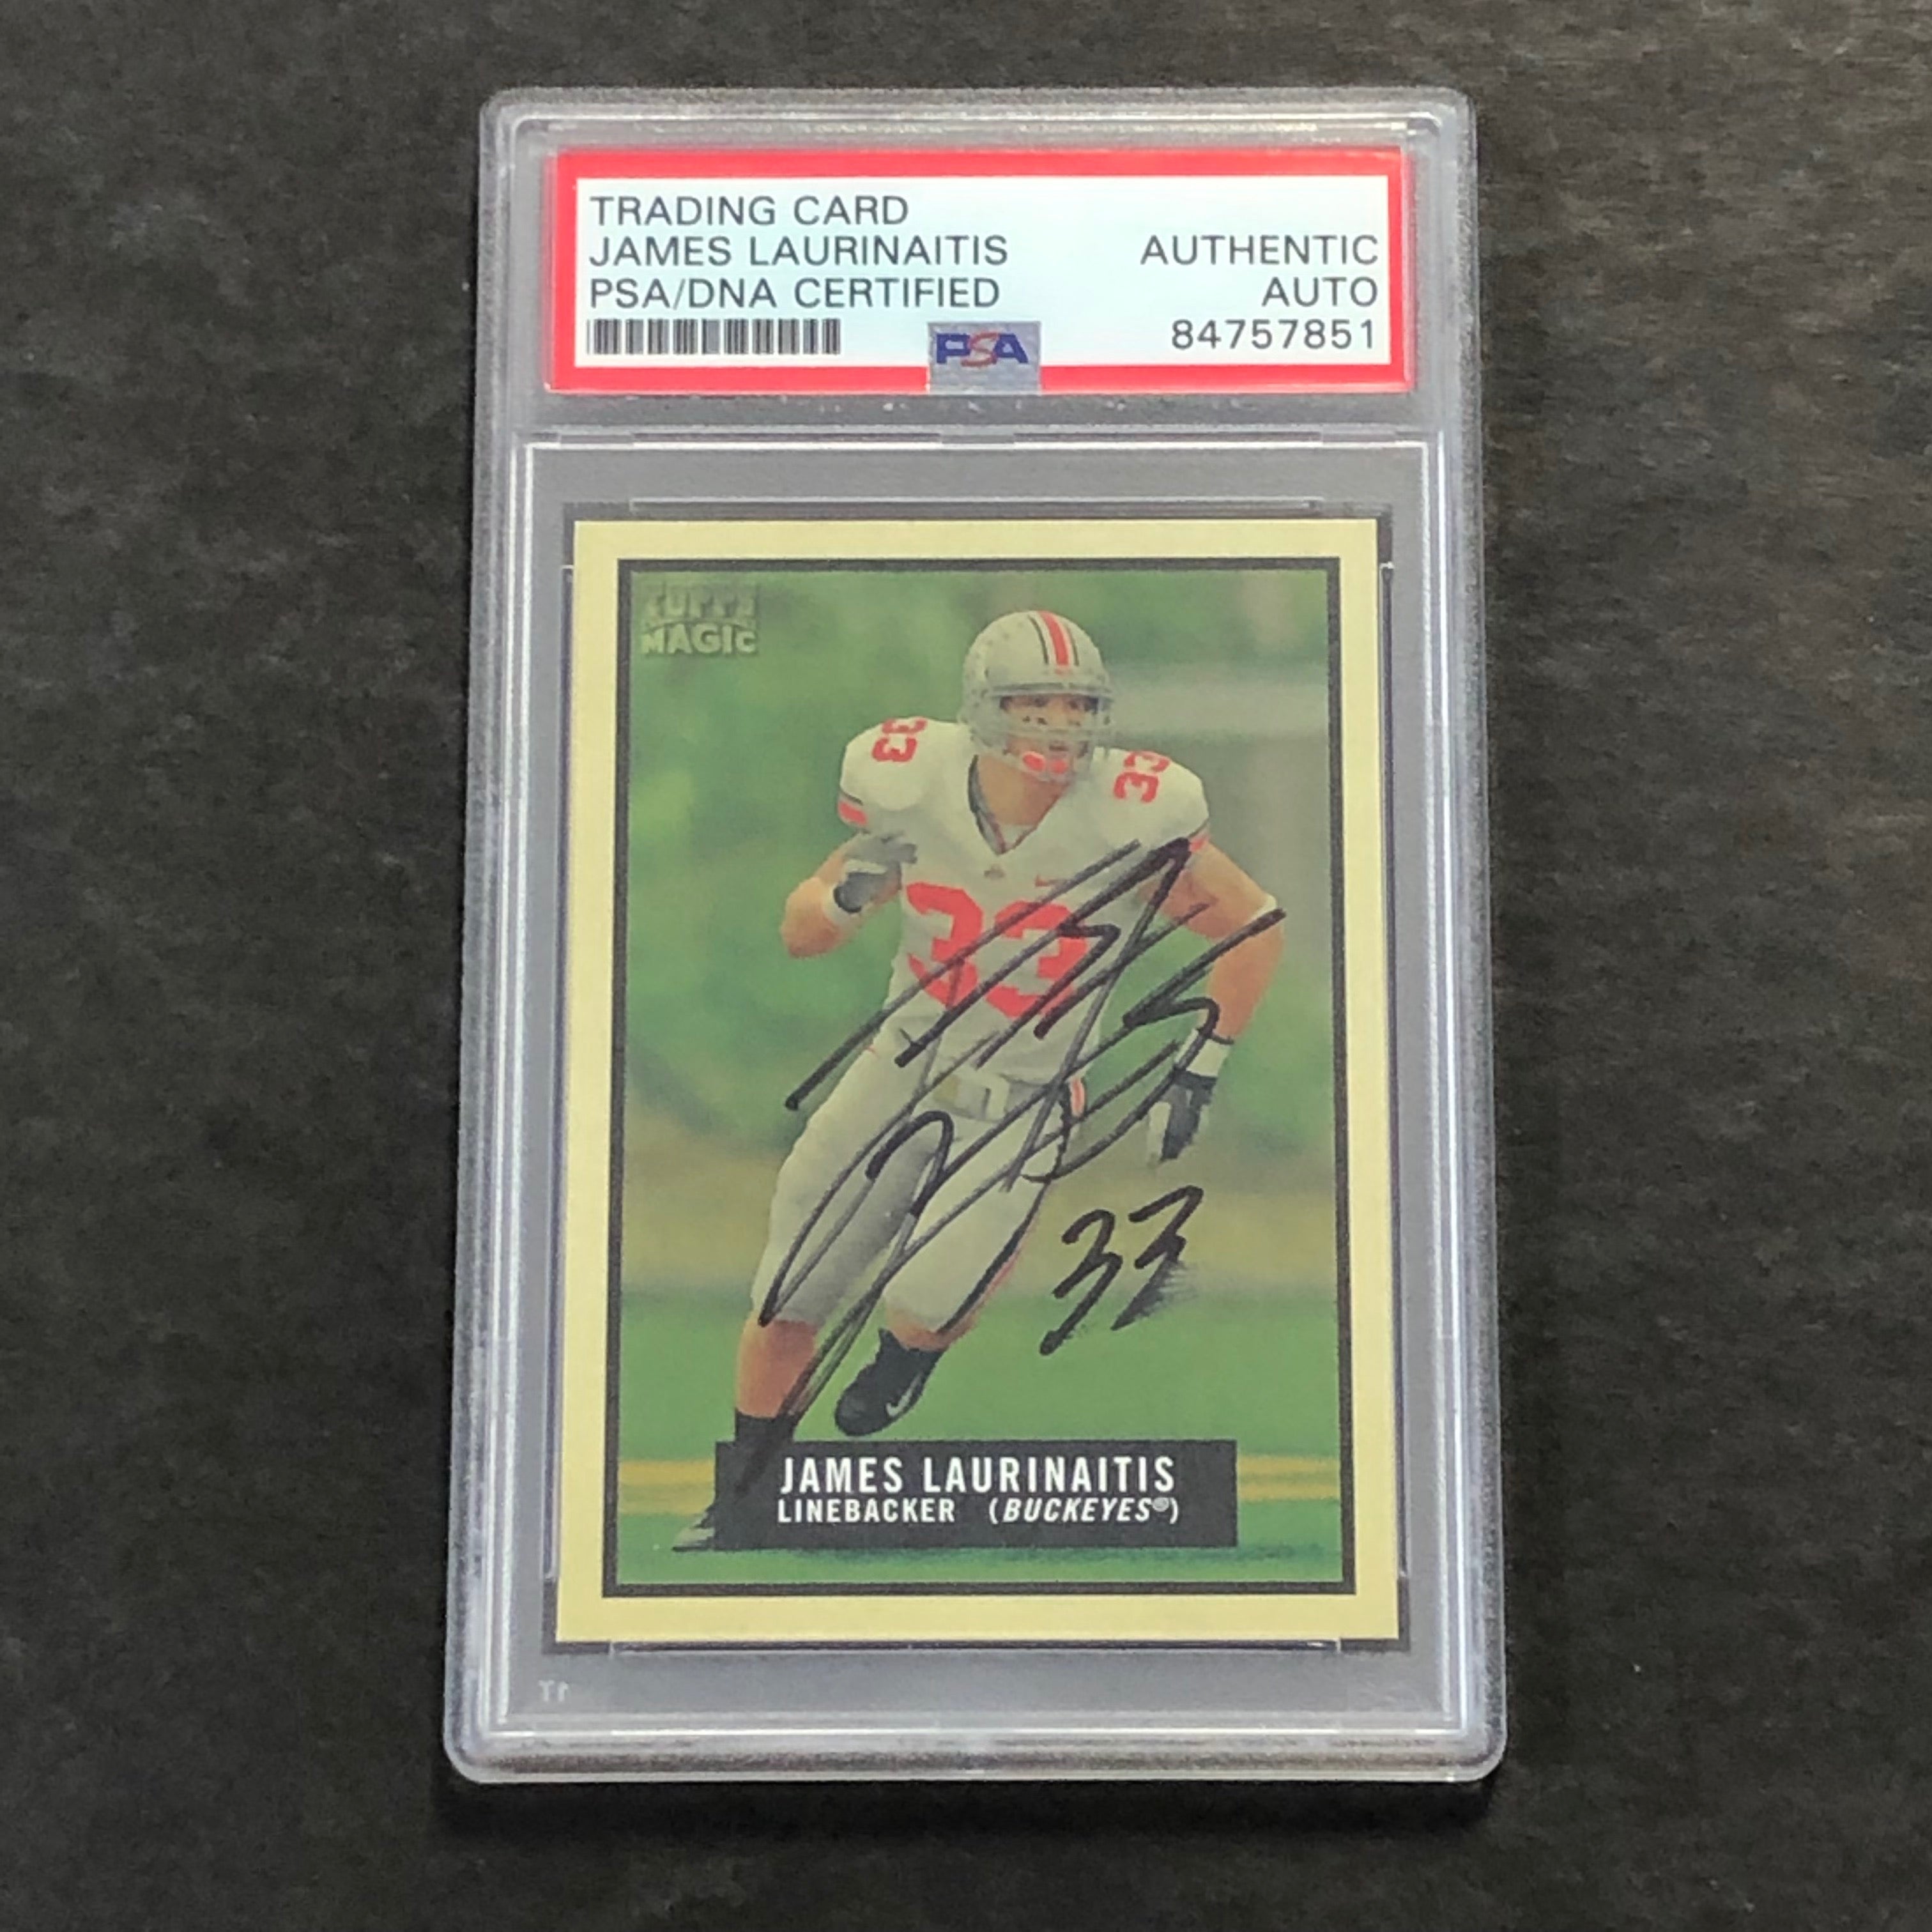 TRADING CARD
JAMES LAURINAITIS AUTHENTIC
PSA/DNA CERTIFIED AUTO
PSA 84757851
TOPPS
MAGIC
33 33
33
33
JAMES LAURINAITIS
LINEBACKER (BUCKEYES®)